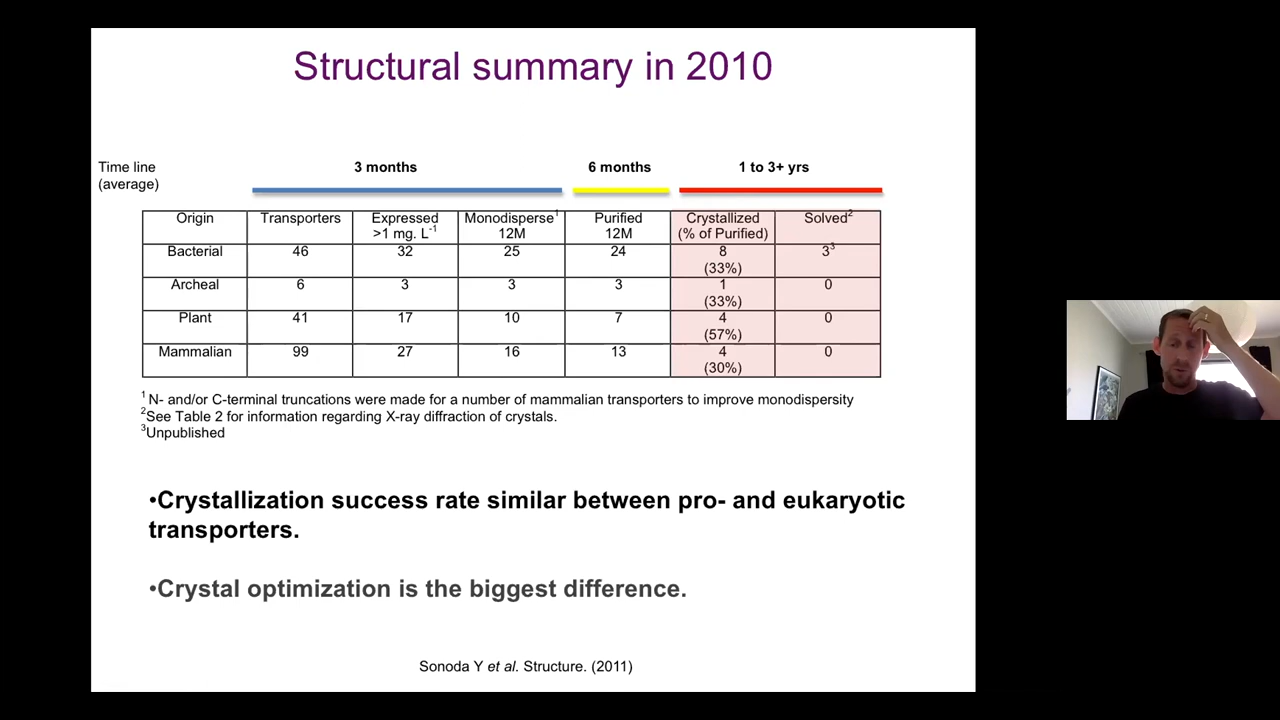 Structural summary in 2010
Time line
(average)
3 months
6 months
1 to 3+ yrs
Origin Transporters Expressed >1 mg. L-1 Monodisperse1 12M Purified 12M Crystallized (% of Purified) Solved2
Bacterial 46 32 25 24 8 (33%) 33
Archeal 6 3 3 3 1 (33%) 0
Plant 41 17 10 7 4 (57%) 0
Mammalian 99 27 16 13 4 (30%) 0
1 N- and/or C-terminal truncations were made for a number of mammalian transporters to improve monodispersity
2See Table 2 for information regarding X-ray diffraction of crystals.
3Unpublished
•Crystallization success rate similar between pro- and eukaryotic
transporters.
•Crystal optimization is the biggest difference.
Sonoda Y et al. Structure. (2011)